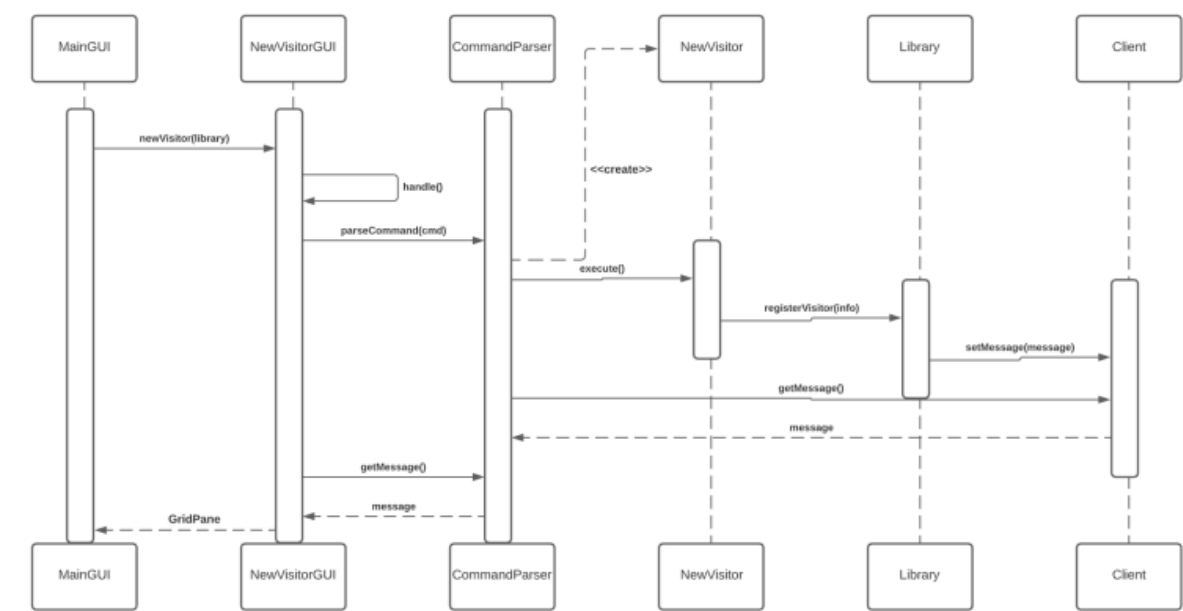 MainGUI
NewVisitorGUI
CommandParser
NewVisitor
Library
Client
newVisitor(library)
<<create>>
handle()
parseCommand(cmd)
execute()
registerVisitor(info)
setMessage(message)
getMessage()
message
getMessage()
message
GridPane
MainGUI
NewVisitorGUI
CommandParser
NewVisitor
Library
Client